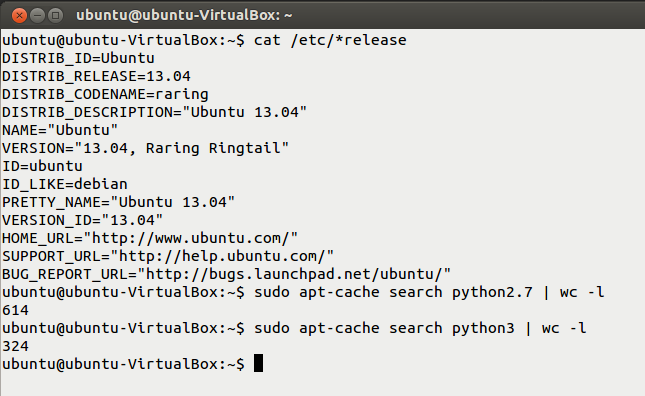 ubuntu@ubuntu-VirtualBox: ~
ubuntu@ubuntu-VirtualBox:~$ cat /etc/*release
DISTRIB_ID=Ubuntu
DISTRIB_RELEASE=13.04
DISTRIB_CODENAME=raring
DISTRIB_DESCRIPTION="Ubuntu 13.04"
NAME="Ubuntu"
VERSION="13.04, Raring Ringtail"
ID=ubuntu
ID_LIKE=debian
PRETTY_NAME="Ubuntu 13.04"
VERSION_ID="13.04"
HOME_URL="http://www.ubuntu.com/"
SUPPORT_URL="http://help.ubuntu.com/"
BUG_REPORT_URL="http://bugs.launchpad.net/ubuntu/"
ubuntu@ubuntu-VirtualBox:~$ sudo apt-cache search python2.7 | wc -l
614
ubuntu@ubuntu-VirtualBox:~$ sudo apt-cache search python3 | wc -l
324
ubuntu@ubuntu-VirtualBox:~$